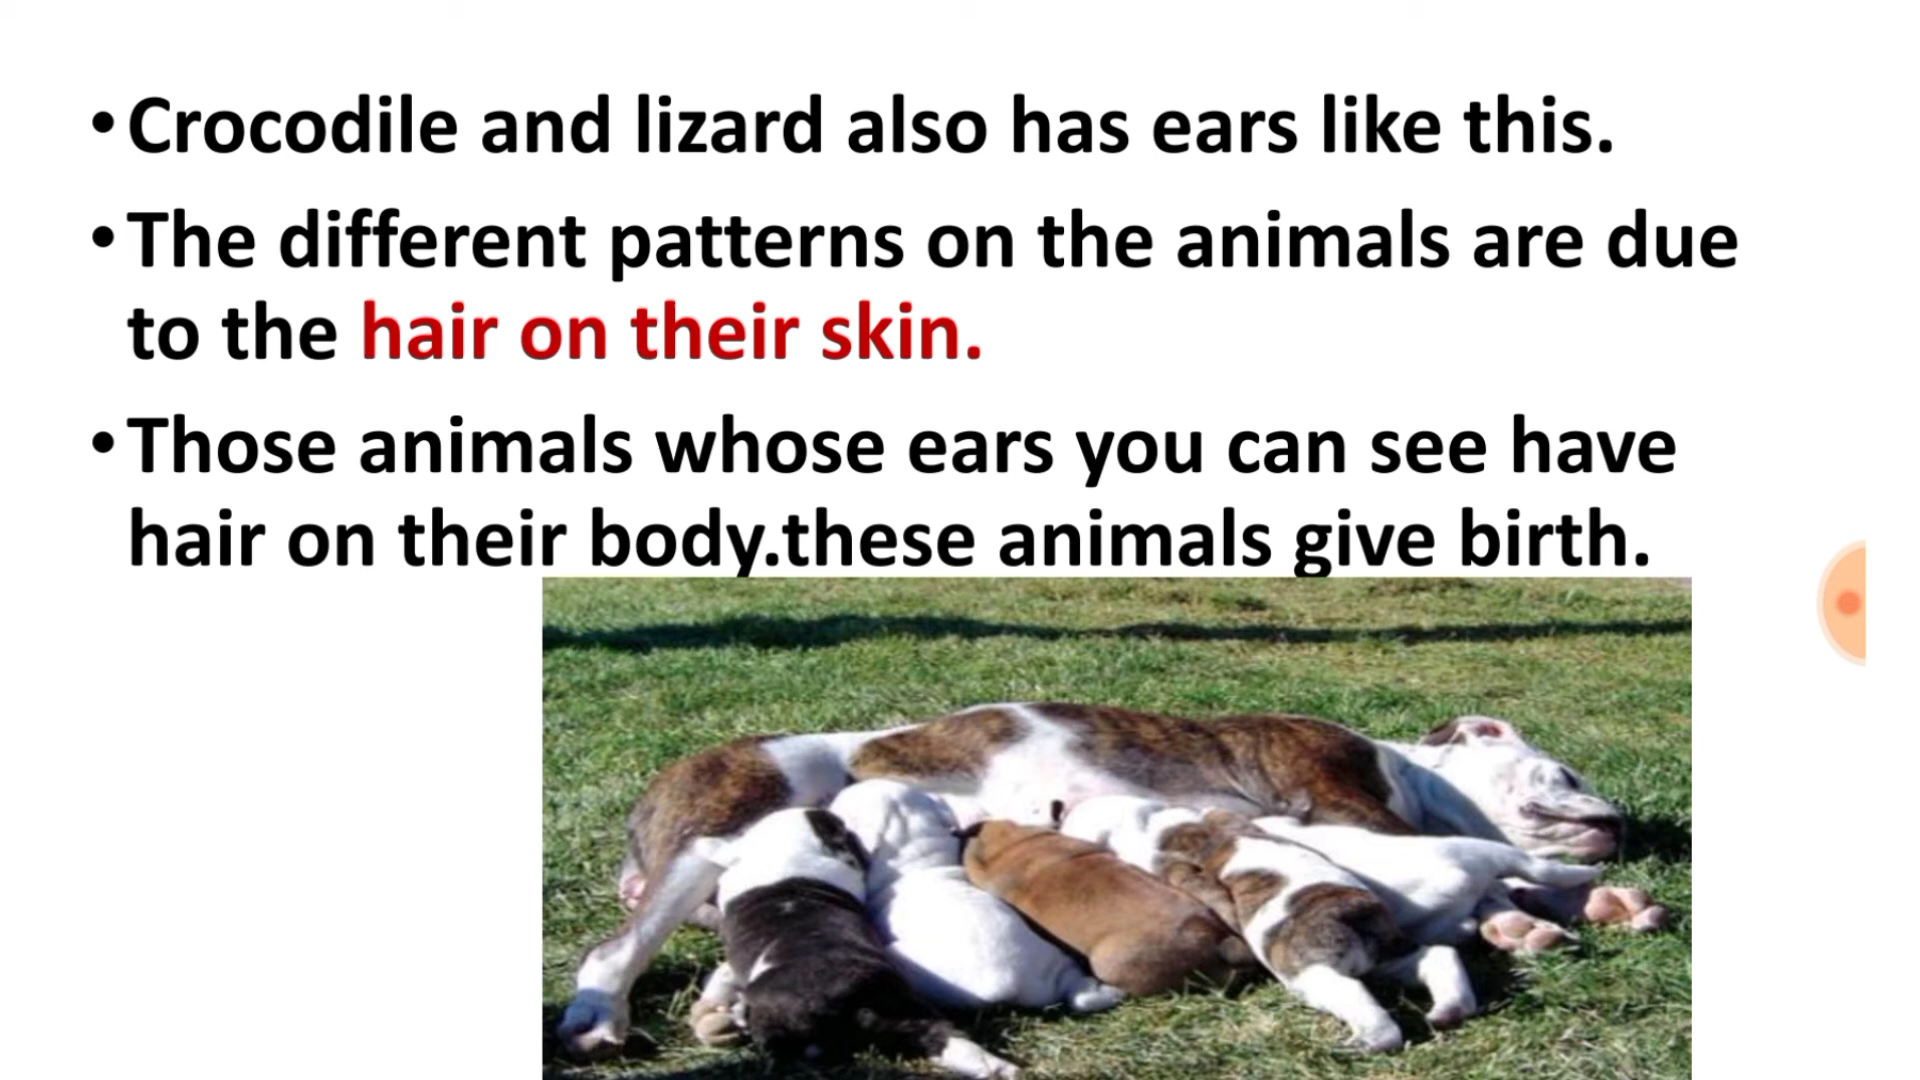 • Crocodile and lizard also has ears like this.
• The different patterns on the animals are due
to the hair on their skin.
• Those animals whose ears you can see have
hair on their body.these animals give birth.